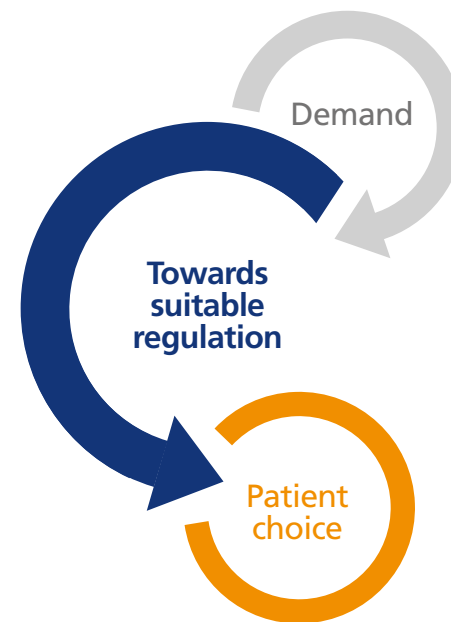 Demand
Towards
suitable
regulation
Patient
choice